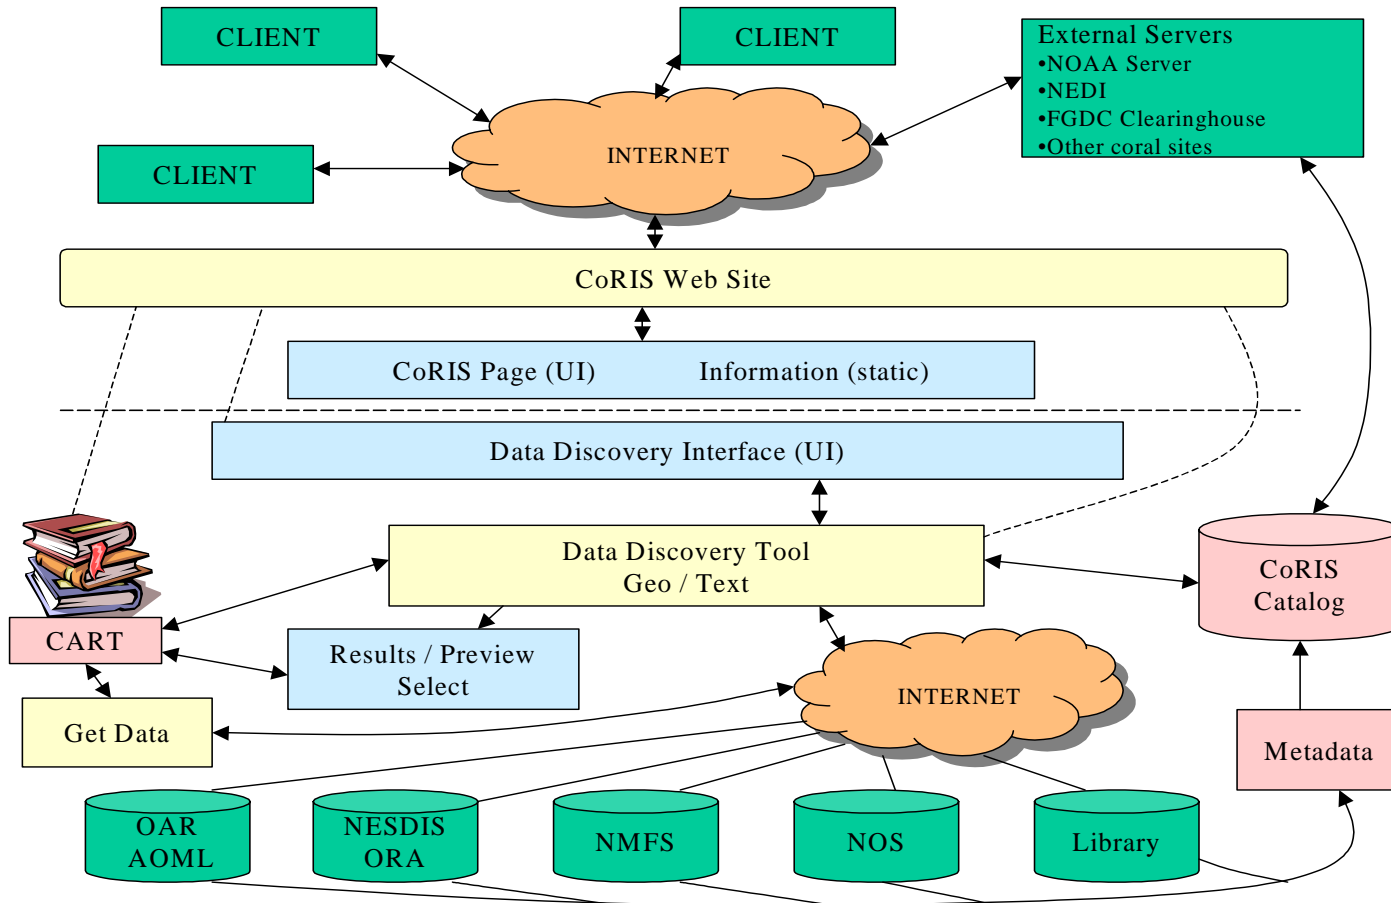 CLIENT
CLIENT
External Servers
•NOAA Server
•NEDI
•FGDC Clearinghouse
•Other coral sites
INTERNET
CLIENT
CoRIS Web Site
CoRIS Page (UI) Information (static)
Data Discovery Interface (UI)
Data Discovery Tool
Geo / Text
CoRIS
Catalog
CART
Results / Preview
Select
INTERNET
Get Data
Metadata
OAR
AOML
NESDIS
ORA
NMFS
NOS
Library